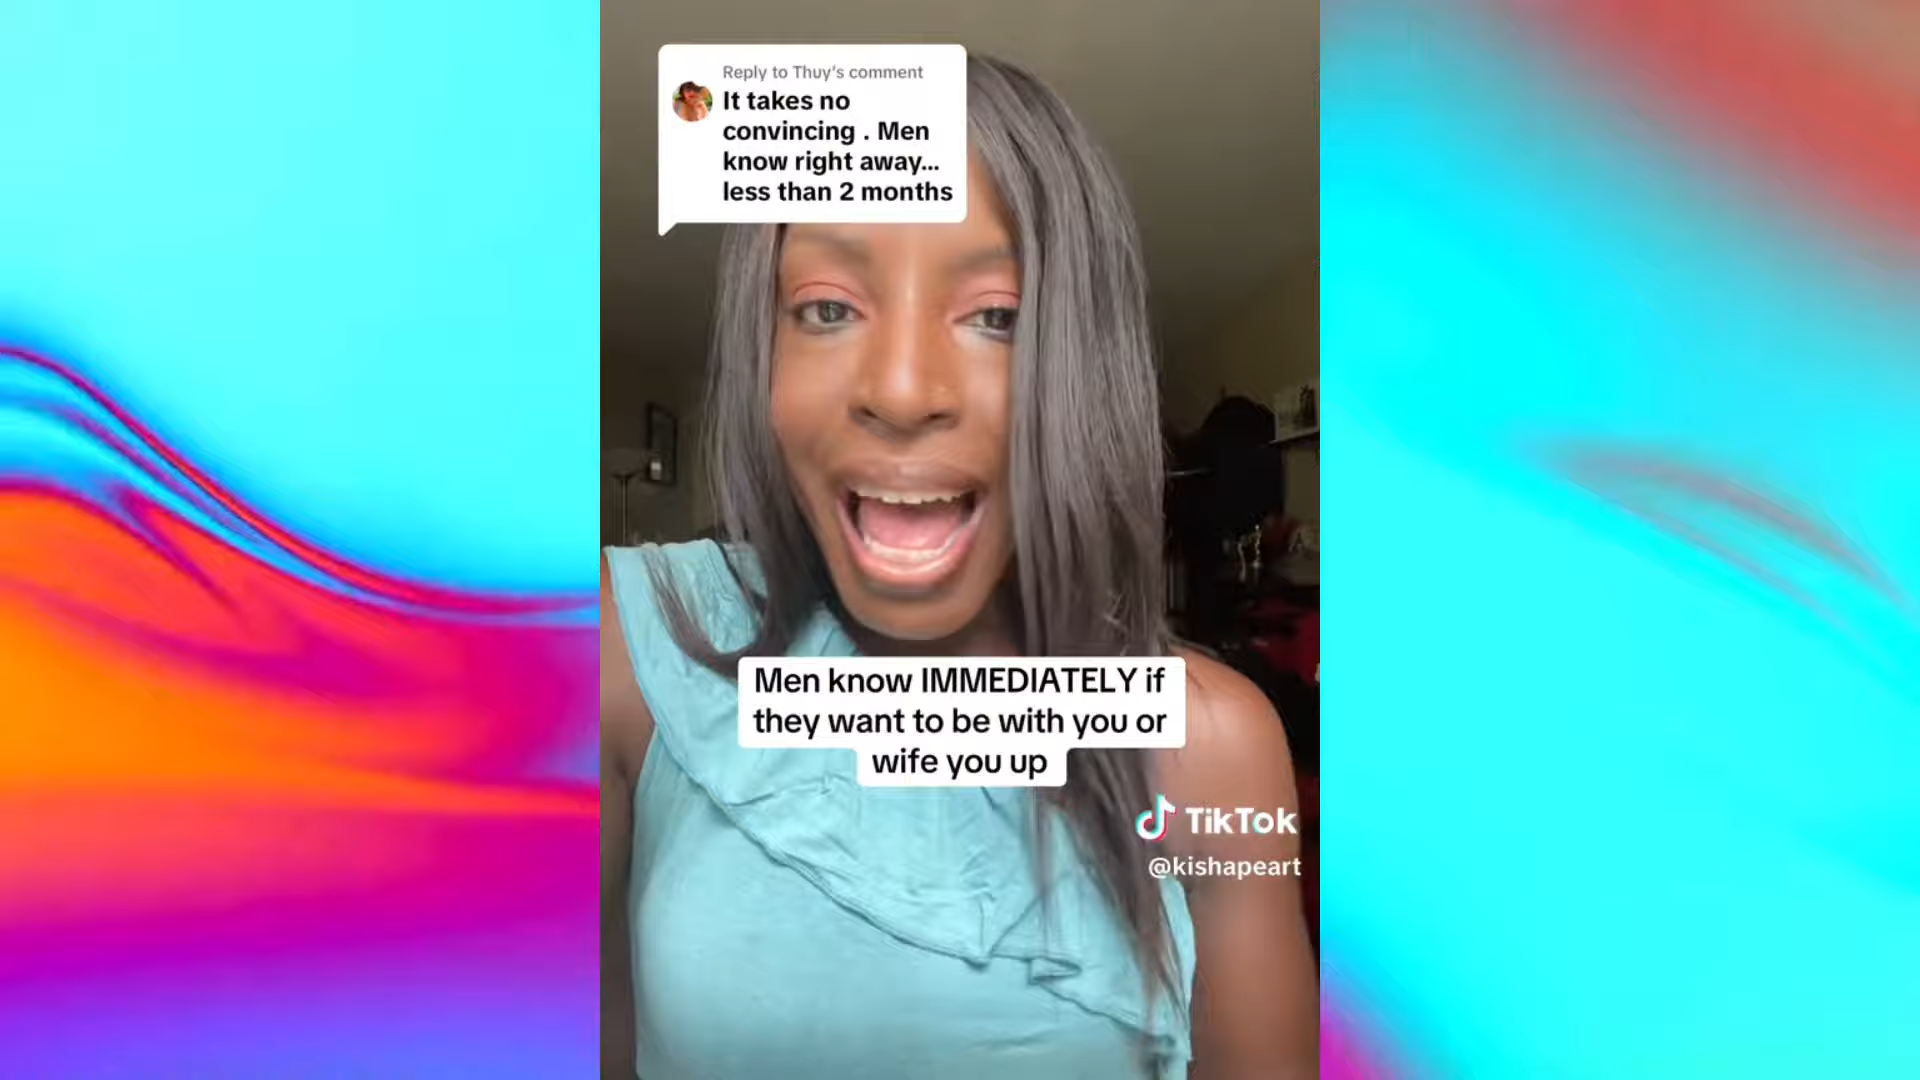 Reply to Thuy's comment
It takes no
convincing . Men
know right away...
less than 2 months
Men know IMMEDIATELY if
they want to be with you or
wife you up
TikTok
@kishapeart